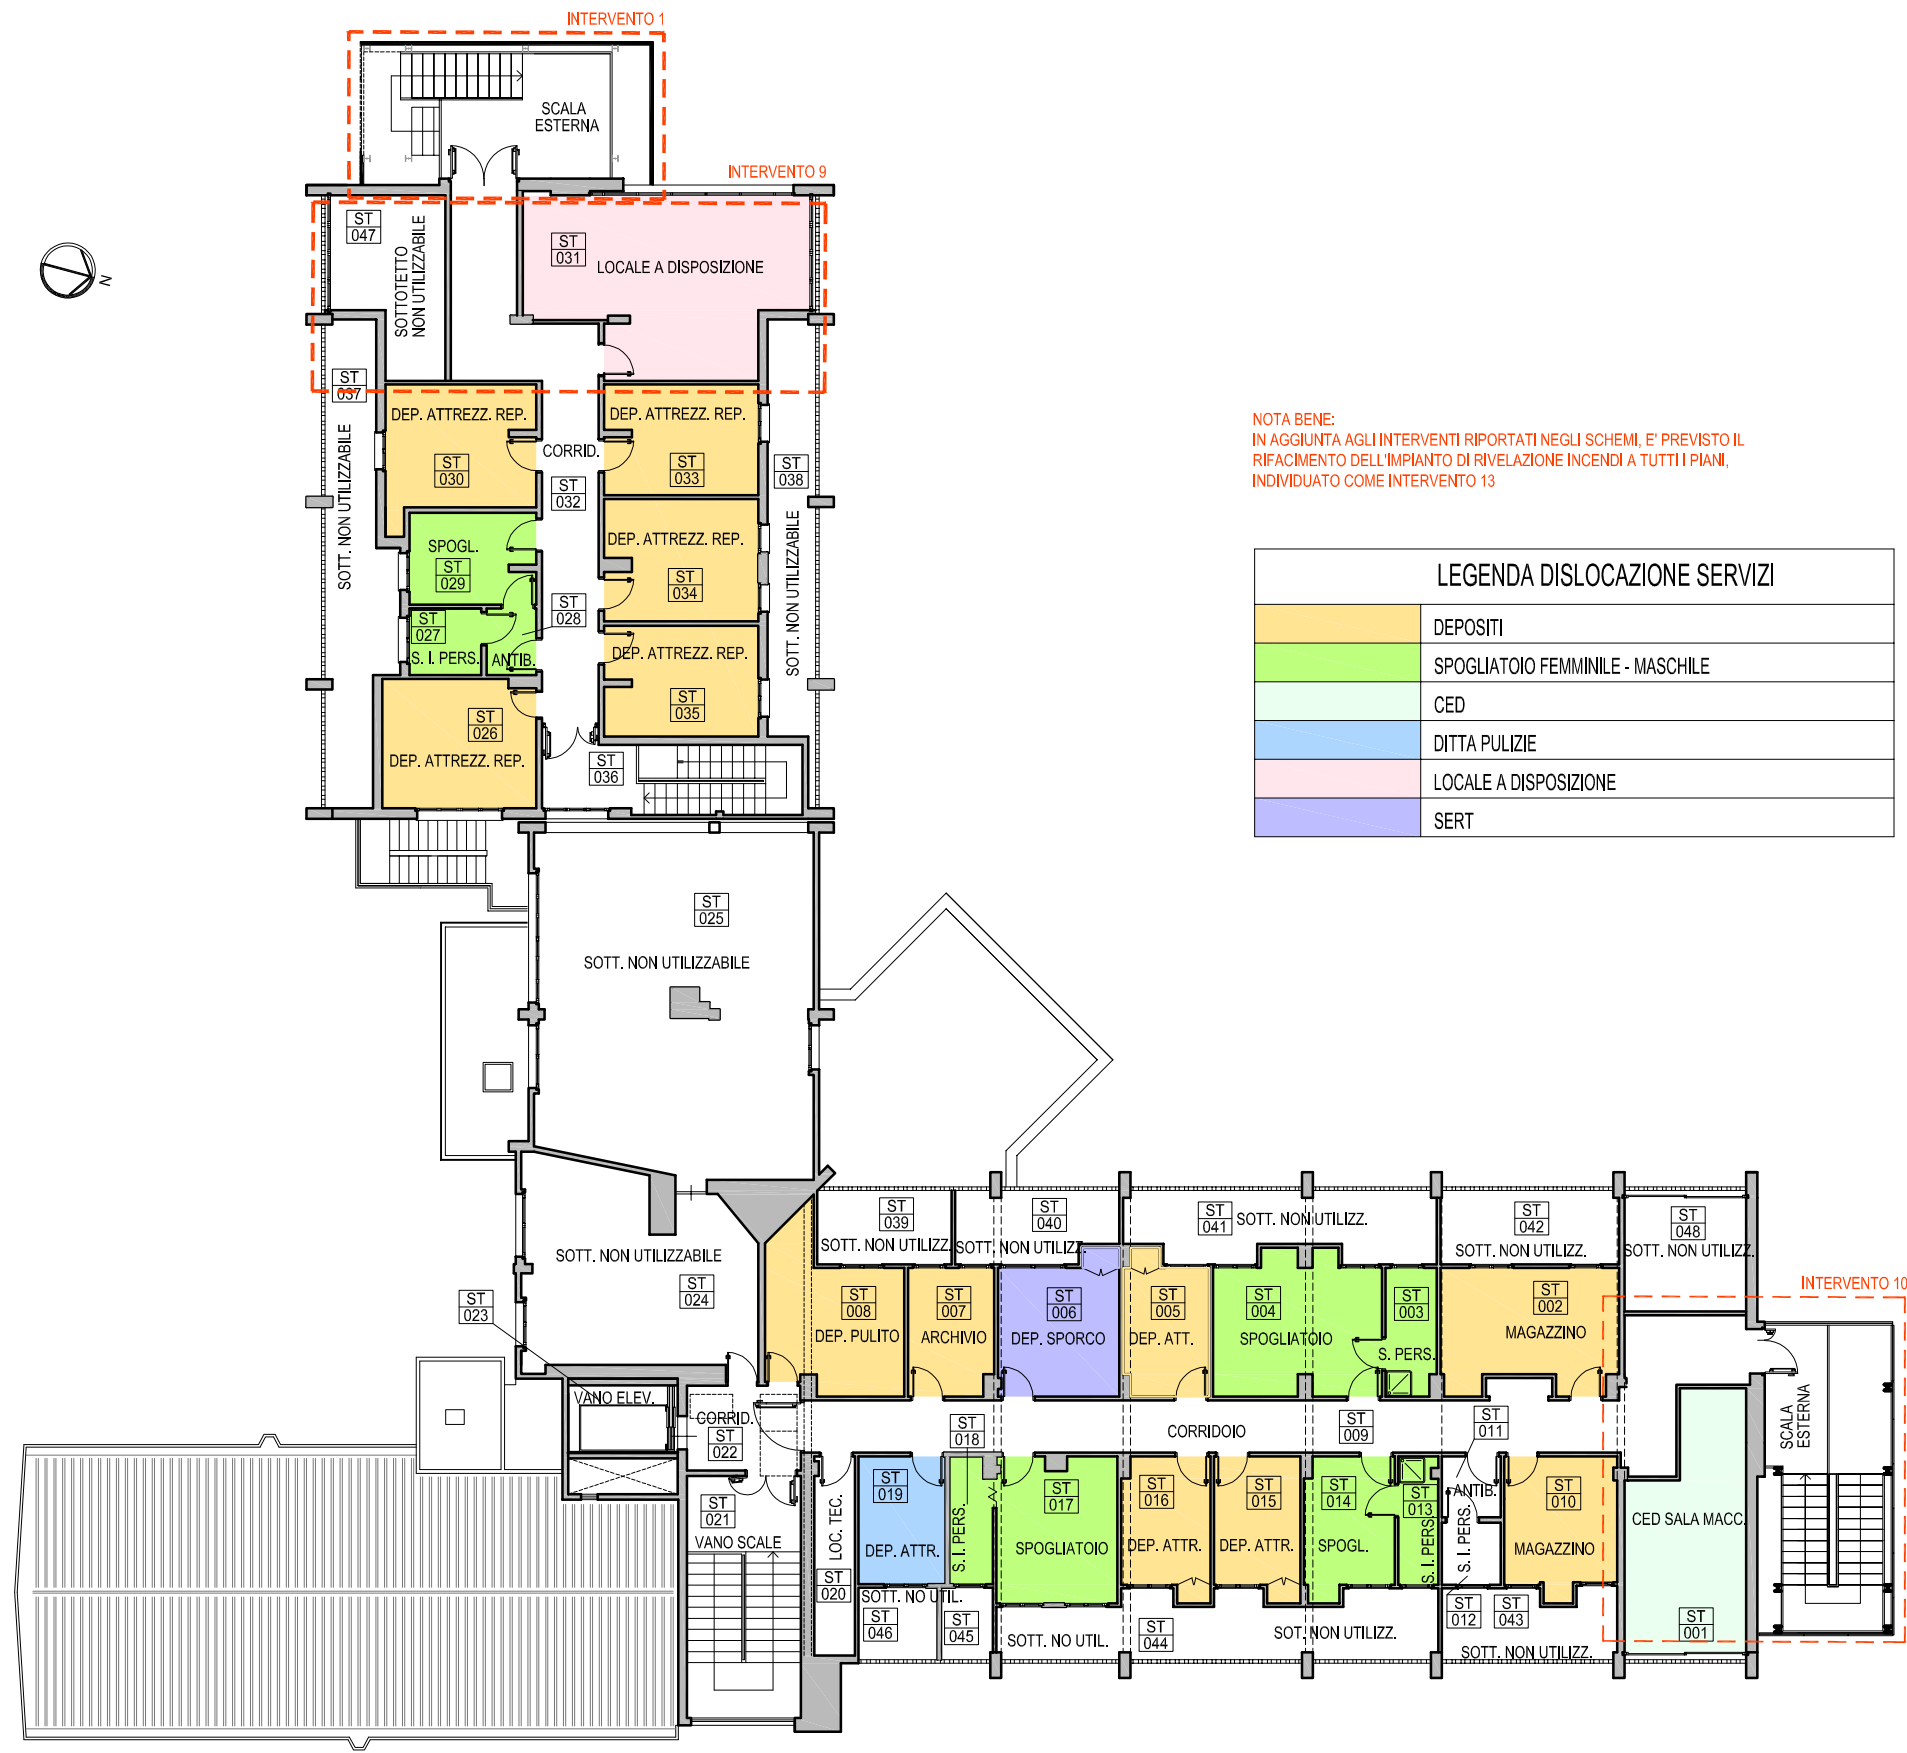 INTERVENTO 1
SCALA
ESTERNA
INTERVENTO 9
ST
047
SOTTOTETTO
NON UTILIZZABILE
ST
031
LOCALE A DISPOSIZIONE
N
ST
037
SOTT. NON UTILIZZABILE
DEP. ATTREZZ. REP.
ST
030
CORRID.
ST
032
DEP. ATTREZZ. REP.
ST
033
ST
038
SOTT. NON UTILIZZABILE
SPOGL.
ST
029
DEP. ATTREZZ. REP.
ST
034
ST
028
ST
027
S. I. PERS.
ANTIB.
DEP. ATTREZZ. REP.
ST
035
ST
026
DEP. ATTREZZ. REP.
ST
036
NOTA BENE:
IN AGGIUNTA AGLI INTERVENTI RIPORTATI NEGLI SCHEMI, E' PREVISTO IL
RIFACIMENTO DELL'IMPIANTO DI RIVELAZIONE INCENDI A TUTTI I PIANI,
INDIVIDUATO COME INTERVENTO 13
LEGENDA DISLOCAZIONE SERVIZI
DEPOSITI
SPOGLIATOIO FEMMINILE - MASCHILE
CED
DITTA PULIZIE
LOCALE A DISPOSIZIONE
SERT
ST
025
SOTT. NON UTILIZZABILE
SOTT. NON UTILIZZABILE
ST
024
ST
023
ST
039
SOTT. NON UTILIZZ.
ST
040
SOTT. NON UTILIZZ.
ST
041
SOTT. NON UTILIZZ.
ST
042
SOTT. NON UTILIZZ.
ST
048
SOTT. NON UTILIZZ.
INTERVENTO 10
ST
008
DEP. PULITO
ST
007
ARCHIVIO
ST
006
DEP. SPORCO
ST
005
DEP. ATT.
ST
004
SPOGLIATOIO
ST
003
S. PERS.
ST
002
MAGAZZINO
VANO ELEV.
CORRID.
ST
022
ST
018
CORRIDOIO
ST
009
ST
011
SCALA
ESTERNA
ST
021
VANO SCALE
LOC. TEC.
ST
020
ST
019
DEP. ATTR.
S. I. PERS.
ST
017
SPOGLIATOIO
ST
016
DEP. ATTR.
ST
015
DEP. ATTR.
ST
014
SPOGL.
ST
013
S. I. PERS.
ANTIB.
S. I. PERS.
ST
010
MAGAZZINO
CED SALA MACC.
ST
001
SOTT. NO UTIL.
ST
046
ST
045
SOTT. NO UTIL.
ST
044
SOT. NON UTILIZZ.
ST
012
ST
043
SOTT. NON UTILIZZ.